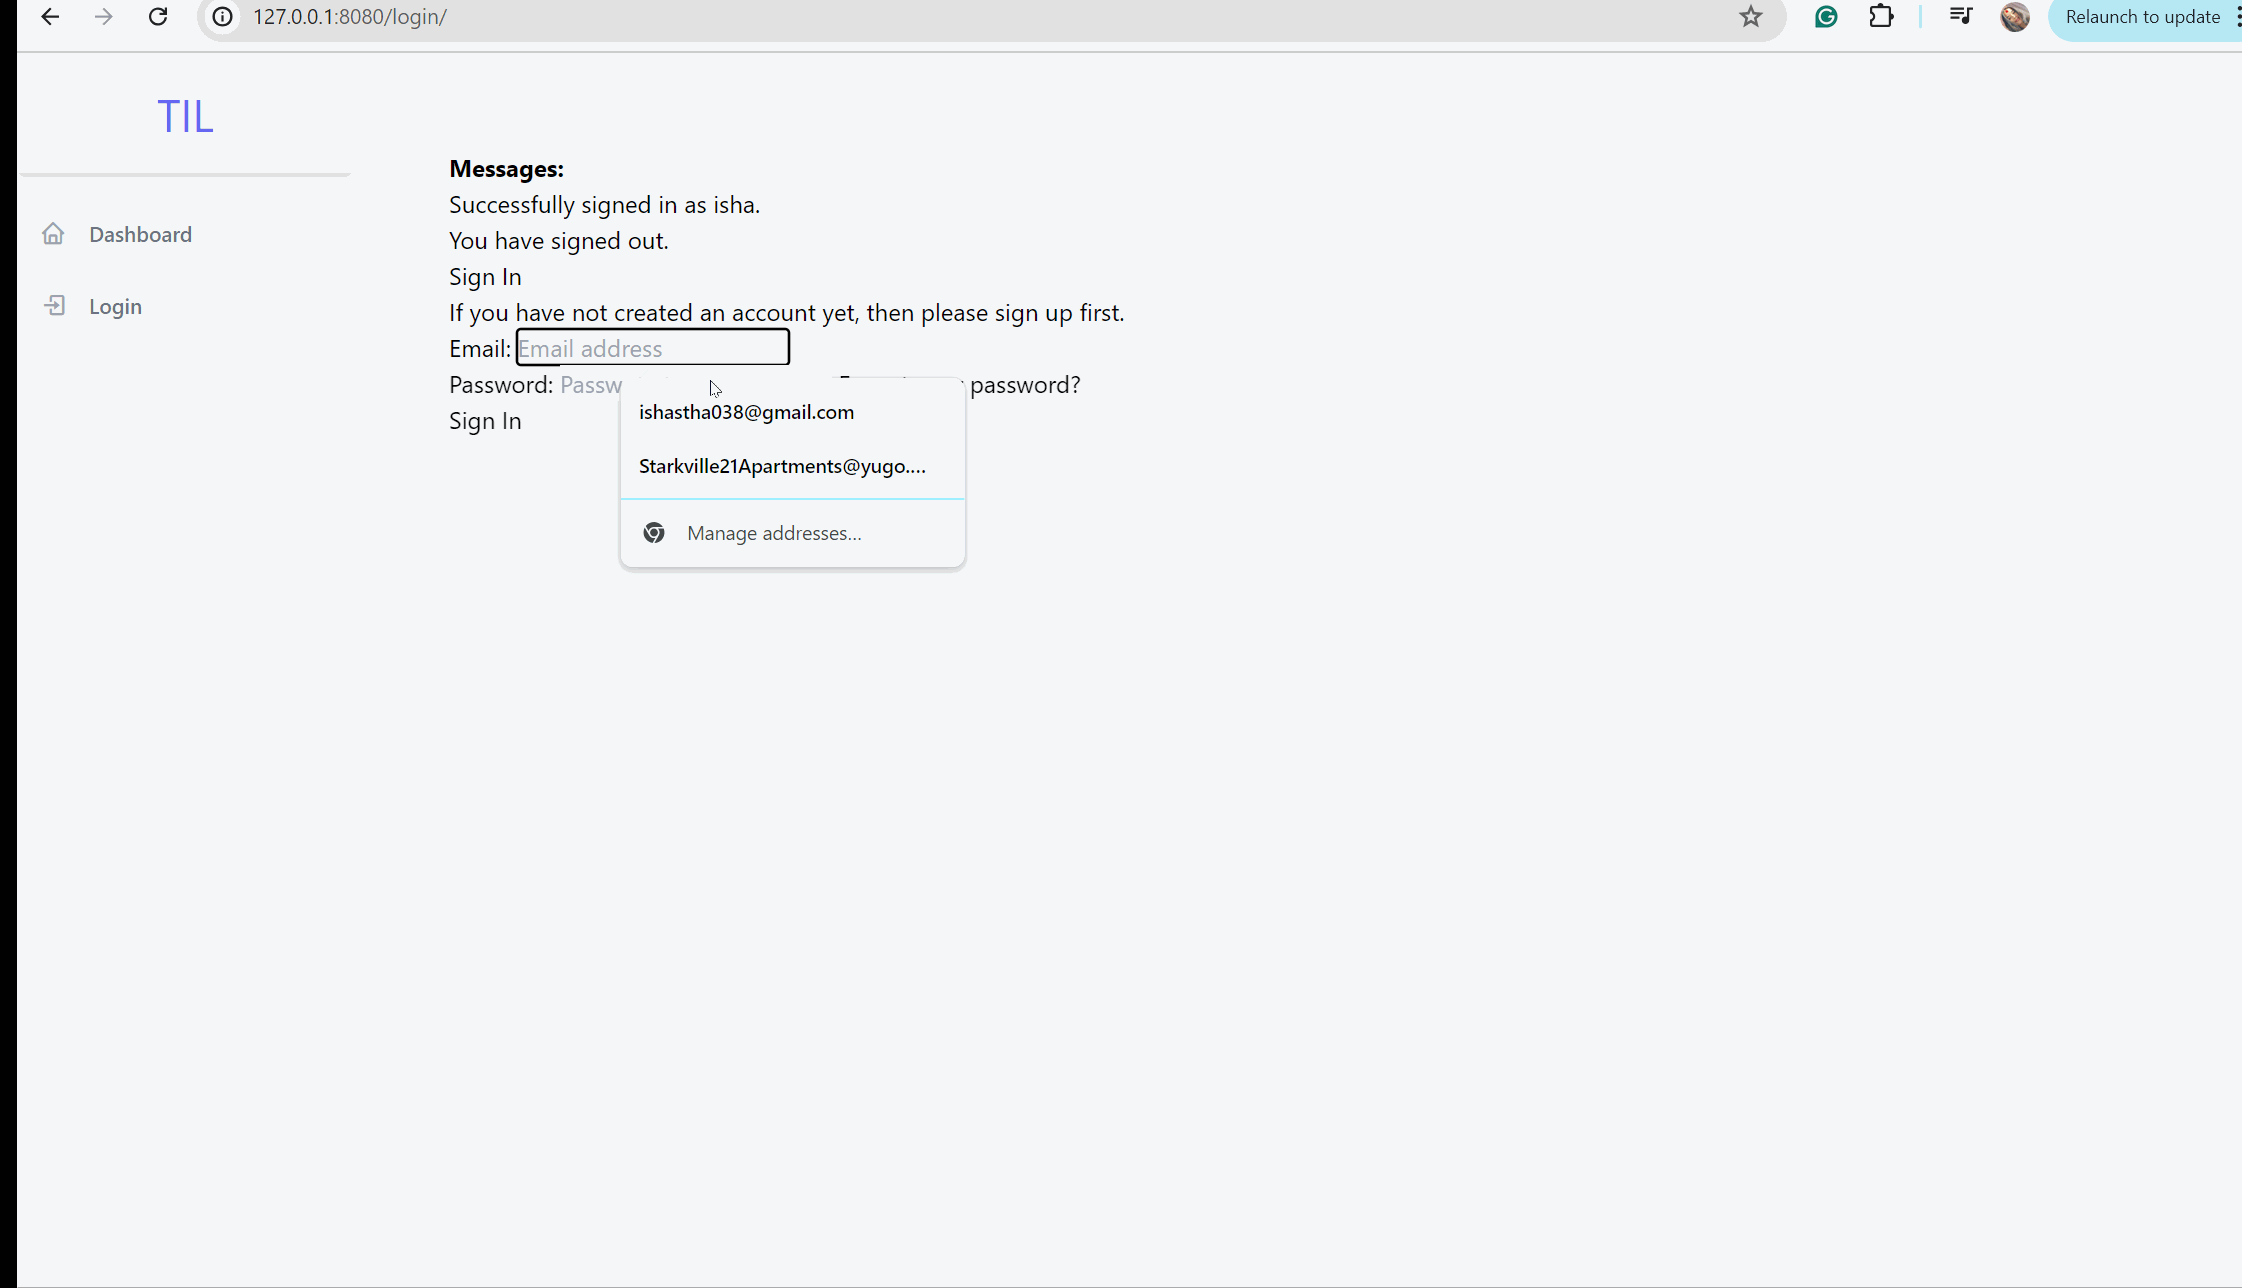 127.0.0.1:8080/login/
Relaunch to update
TIL
Dashboard
Login
Messages:
Successfully signed in as isha.
You have signed out.
Sign In
If you have not created an account yet, then please sign up first.
Email: Email address
Password: Passw password?
Sign In
ishastha038@gmail.com
Starkville21Apartments@yugo....
Manage addresses...